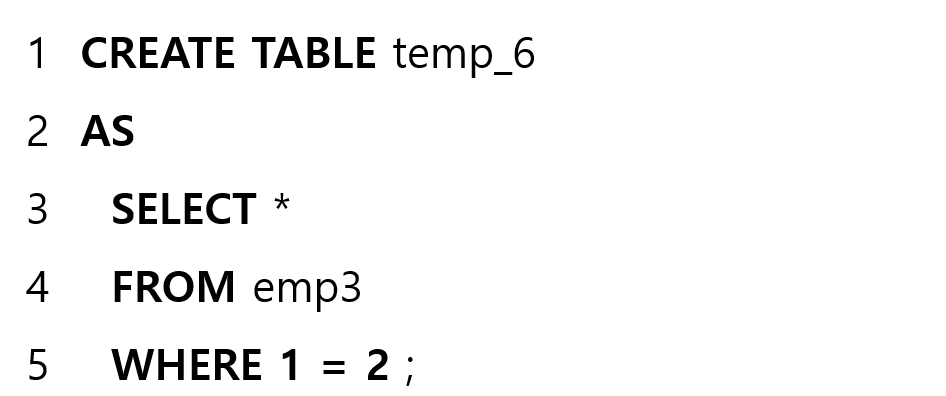 1 CREATE TABLE temp_6
2 AS
3 SELECT *
4 FROM emp3
5 WHERE 1 = 2 ;